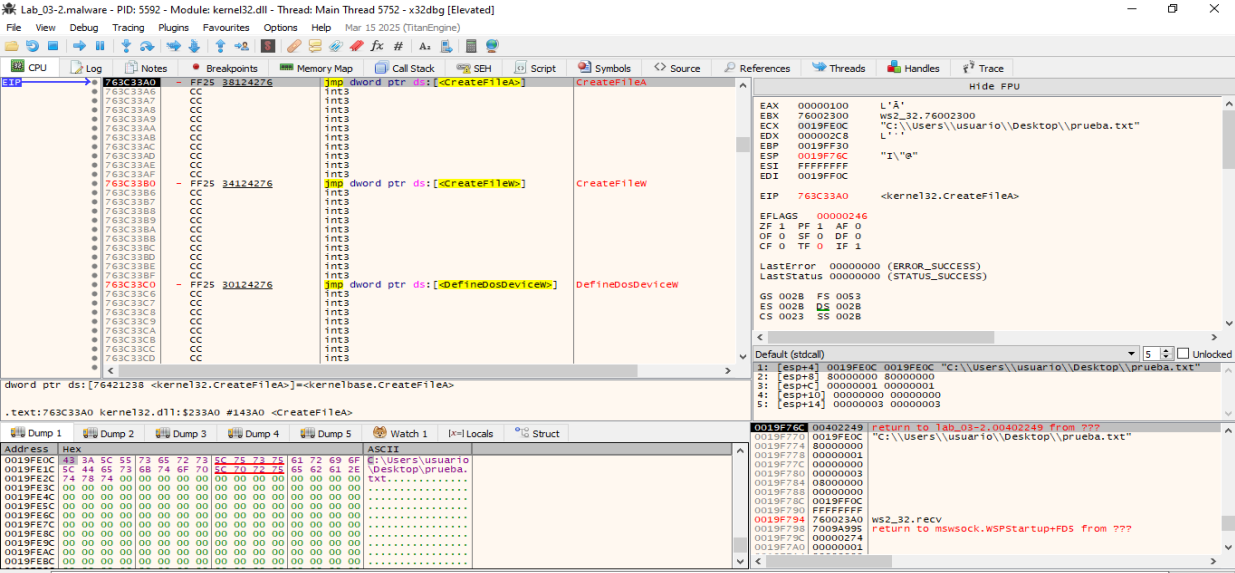 Lab_03-2.malware - PID: 5592 - Module: kernel32.dll - Thread: Main Thread 5752 - x32dbg [Elevated]
File View Debug Tracing Plugins Favourites Options Help Mar 15 2025 (TitanEngine)
CPU Log Notes Breakpoints Memory Map Call Stack SEH Script Symbols Source References Threads Handles Trace
EIP
763C33A0 - FF25 38124276 jmp dword ptr ds:[<CreateFileA>] CreateFileA
763C33A6 CC int3
763C33A7 CC int3
763C33A8 CC int3
763C33A9 CC int3
763C33AA CC int3
763C33AB CC int3
763C33AC CC int3
763C33AD CC int3
763C33AE CC int3
763C33AF CC int3
763C33B0 - FF25 34124276 jmp dword ptr ds:[<CreateFileW>] CreateFileW
763C33B6 CC int3
763C33B7 CC int3
763C33B8 CC int3
763C33B9 CC int3
763C33BA CC int3
763C33BB CC int3
763C33BC CC int3
763C33BD CC int3
763C33BE CC int3
763C33BF CC int3
763C33C0 - FF25 30124276 jmp dword ptr ds:[<DefineDosDeviceW>] DefineDosDeviceW
763C33C6 CC int3
763C33C7 CC int3
763C33C8 CC int3
763C33C9 CC int3
763C33CA CC int3
763C33CB CC int3
763C33CC CC int3
763C33CD CC int3
dword ptr ds:[76421238 <kernel32.CreateFileA>]=<kernelbase.CreateFileA>
.text:763C33A0 kernel32.dll:$233A0 #143A0 <CreateFileA>
Hide FPU
EAX 00000100 L'Ā'
EBX 76002300 ws2_32.76002300
ECX 0019FE0C "C:\\Users\\usuario\\Desktop\\prueba.txt"
EDX 000002C8 L'ˈ'
EBP 0019FF30
ESP 0019F76C "I\"@"
ESI FFFFFFFF
EDI 0019FF0C
EIP 763C33A0 <kernel32.CreateFileA>
EFLAGS 00000246
ZF 1 PF 1 AF 0
OF 0 SF 0 DF 0
CF 0 TF 0 IF 1
LastError 00000000 (ERROR_SUCCESS)
LastStatus 00000000 (STATUS_SUCCESS)
GS 002B FS 0053
ES 002B DS 002B
CS 0023 SS 002B
Default (stdcall) 5 Unlocked
1: [esp+4] 0019FE0C 0019FE0C "C:\\Users\\usuario\\Desktop\\prueba.txt"
2: [esp+8] 80000000 80000000
3: [esp+C] 00000001 00000001
4: [esp+10] 00000000 00000000
5: [esp+14] 00000003 00000003
Dump 1 Dump 2 Dump 3 Dump 4 Dump 5 Watch 1 [x=] Locals Struct
Address Hex ASCII
0019FE0C 43 3A 5C 55 73 65 72 73 5C 75 73 75 61 72 69 6F C:\Users\usuario
0019FE1C 5C 44 65 73 6B 74 6F 70 5C 70 72 75 65 62 61 2E \Desktop\prueba.
0019FE2C 74 78 74 00 00 00 00 00 00 00 00 00 00 00 00 00 txt.............
0019FE3C 00 00 00 00 00 00 00 00 00 00 00 00 00 00 00 00 ................
0019FE4C 00 00 00 00 00 00 00 00 00 00 00 00 00 00 00 00 ................
0019FE5C 00 00 00 00 00 00 00 00 00 00 00 00 00 00 00 00 ................
0019FE6C 00 00 00 00 00 00 00 00 00 00 00 00 00 00 00 00 ................
0019FE7C 00 00 00 00 00 00 00 00 00 00 00 00 00 00 00 00 ................
0019FE8C 00 00 00 00 00 00 00 00 00 00 00 00 00 00 00 00 ................
0019FE9C 00 00 00 00 00 00 00 00 00 00 00 00 00 00 00 00 ................
0019FEAC 00 00 00 00 00 00 00 00 00 00 00 00 00 00 00 00 ................
0019FEBC 00 00 00 00 00 00 00 00 00 00 00 00 00 00 00 00 ................
0019F76C 00402249 return to lab_03-2.00402249 from ???
0019F770 0019FE0C "C:\\Users\\usuario\\Desktop\\prueba.txt"
0019F774 80000000
0019F778 00000001
0019F77C 00000000
0019F780 00000003
0019F784 08000000
0019F788 00000000
0019F78C 0019FF0C
0019F790 FFFFFFFF
0019F794 760023A0 ws2_32.recv
0019F798 7009A995 return to mswsock.WSPStartup+FD5 from ???
0019F79C 00000274
0019F7A0 00000001